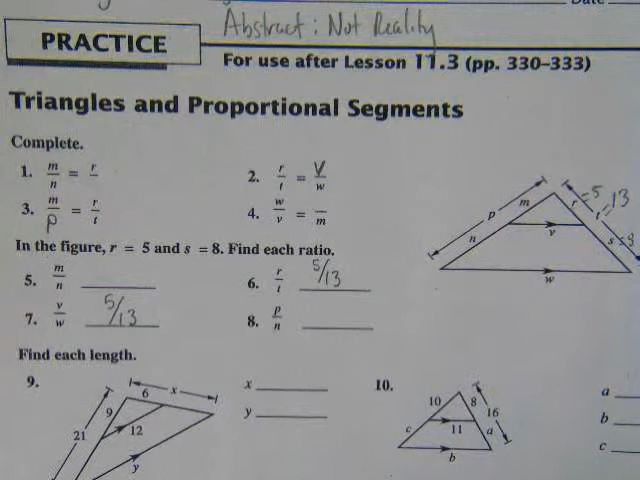 Date
Abstract: Not Reality
PRACTICE
For use after Lesson 11.3 (pp. 330–333)
Triangles and Proportional Segments
Complete.
1. m/n = r/
2. r/t = v/w
3. m/p = r/t
4. w/v = /m
p m n r 5 t 13 s 8 v w
In the figure, r = 5 and s = 8. Find each ratio.
5. m/n
6. r/t 5/13
7. v/w 5/13
8. p/n
Find each length.
9. 6 x 9 21 12 y
x
y
10. 10 8 16 11 a c b
a
b
c